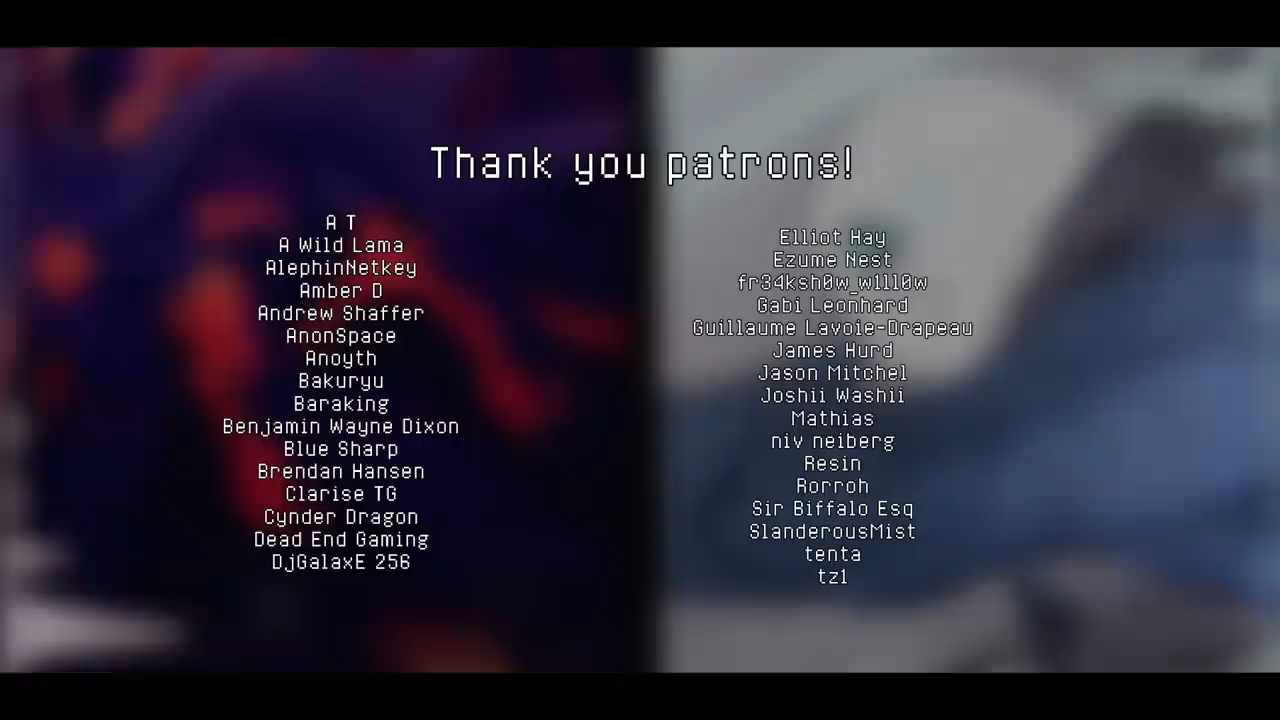 Thank you patrons!
A T
A Wild Lama
AlephinNetkey
Amber D
Andrew Shaffer
AnonSpace
Anoyth
Bakuryu
Baraking
Benjamin Wayne Dixon
Blue Sharp
Brendan Hansen
Clarise TG
Cynder Dragon
Dead End Gaming
DjGalaxE 256
Elliot Hay
Ezume Nest
fr34ksh0w_w1ll0w
Gabi Leonhard
Guillaume Lavoie-Drapeau
James Hurd
Jason Mitchel
Joshii Washii
Mathias
niv neiberg
Resin
Rorroh
Sir Biffalo Esq
SlanderousMist
tenta
tz1